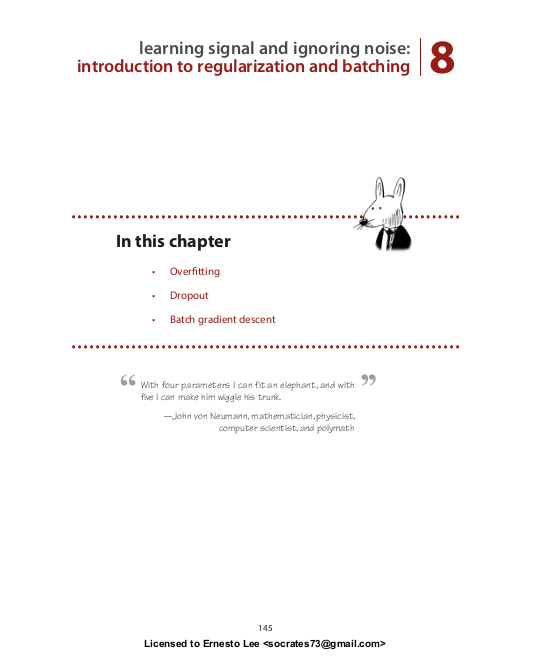 learning signal and ignoring noise:
introduction to regularization and batching
8
In this chapter
• Overfitting
• Dropout
• Batch gradient descent
“ With four parameters I can fit an elephant, and with ”
five I can make him wiggle his trunk.
—John von Neumann, mathematician, physicist,
computer scientist, and polymath
145
Licensed to Ernesto Lee <socrates73@gmail.com>